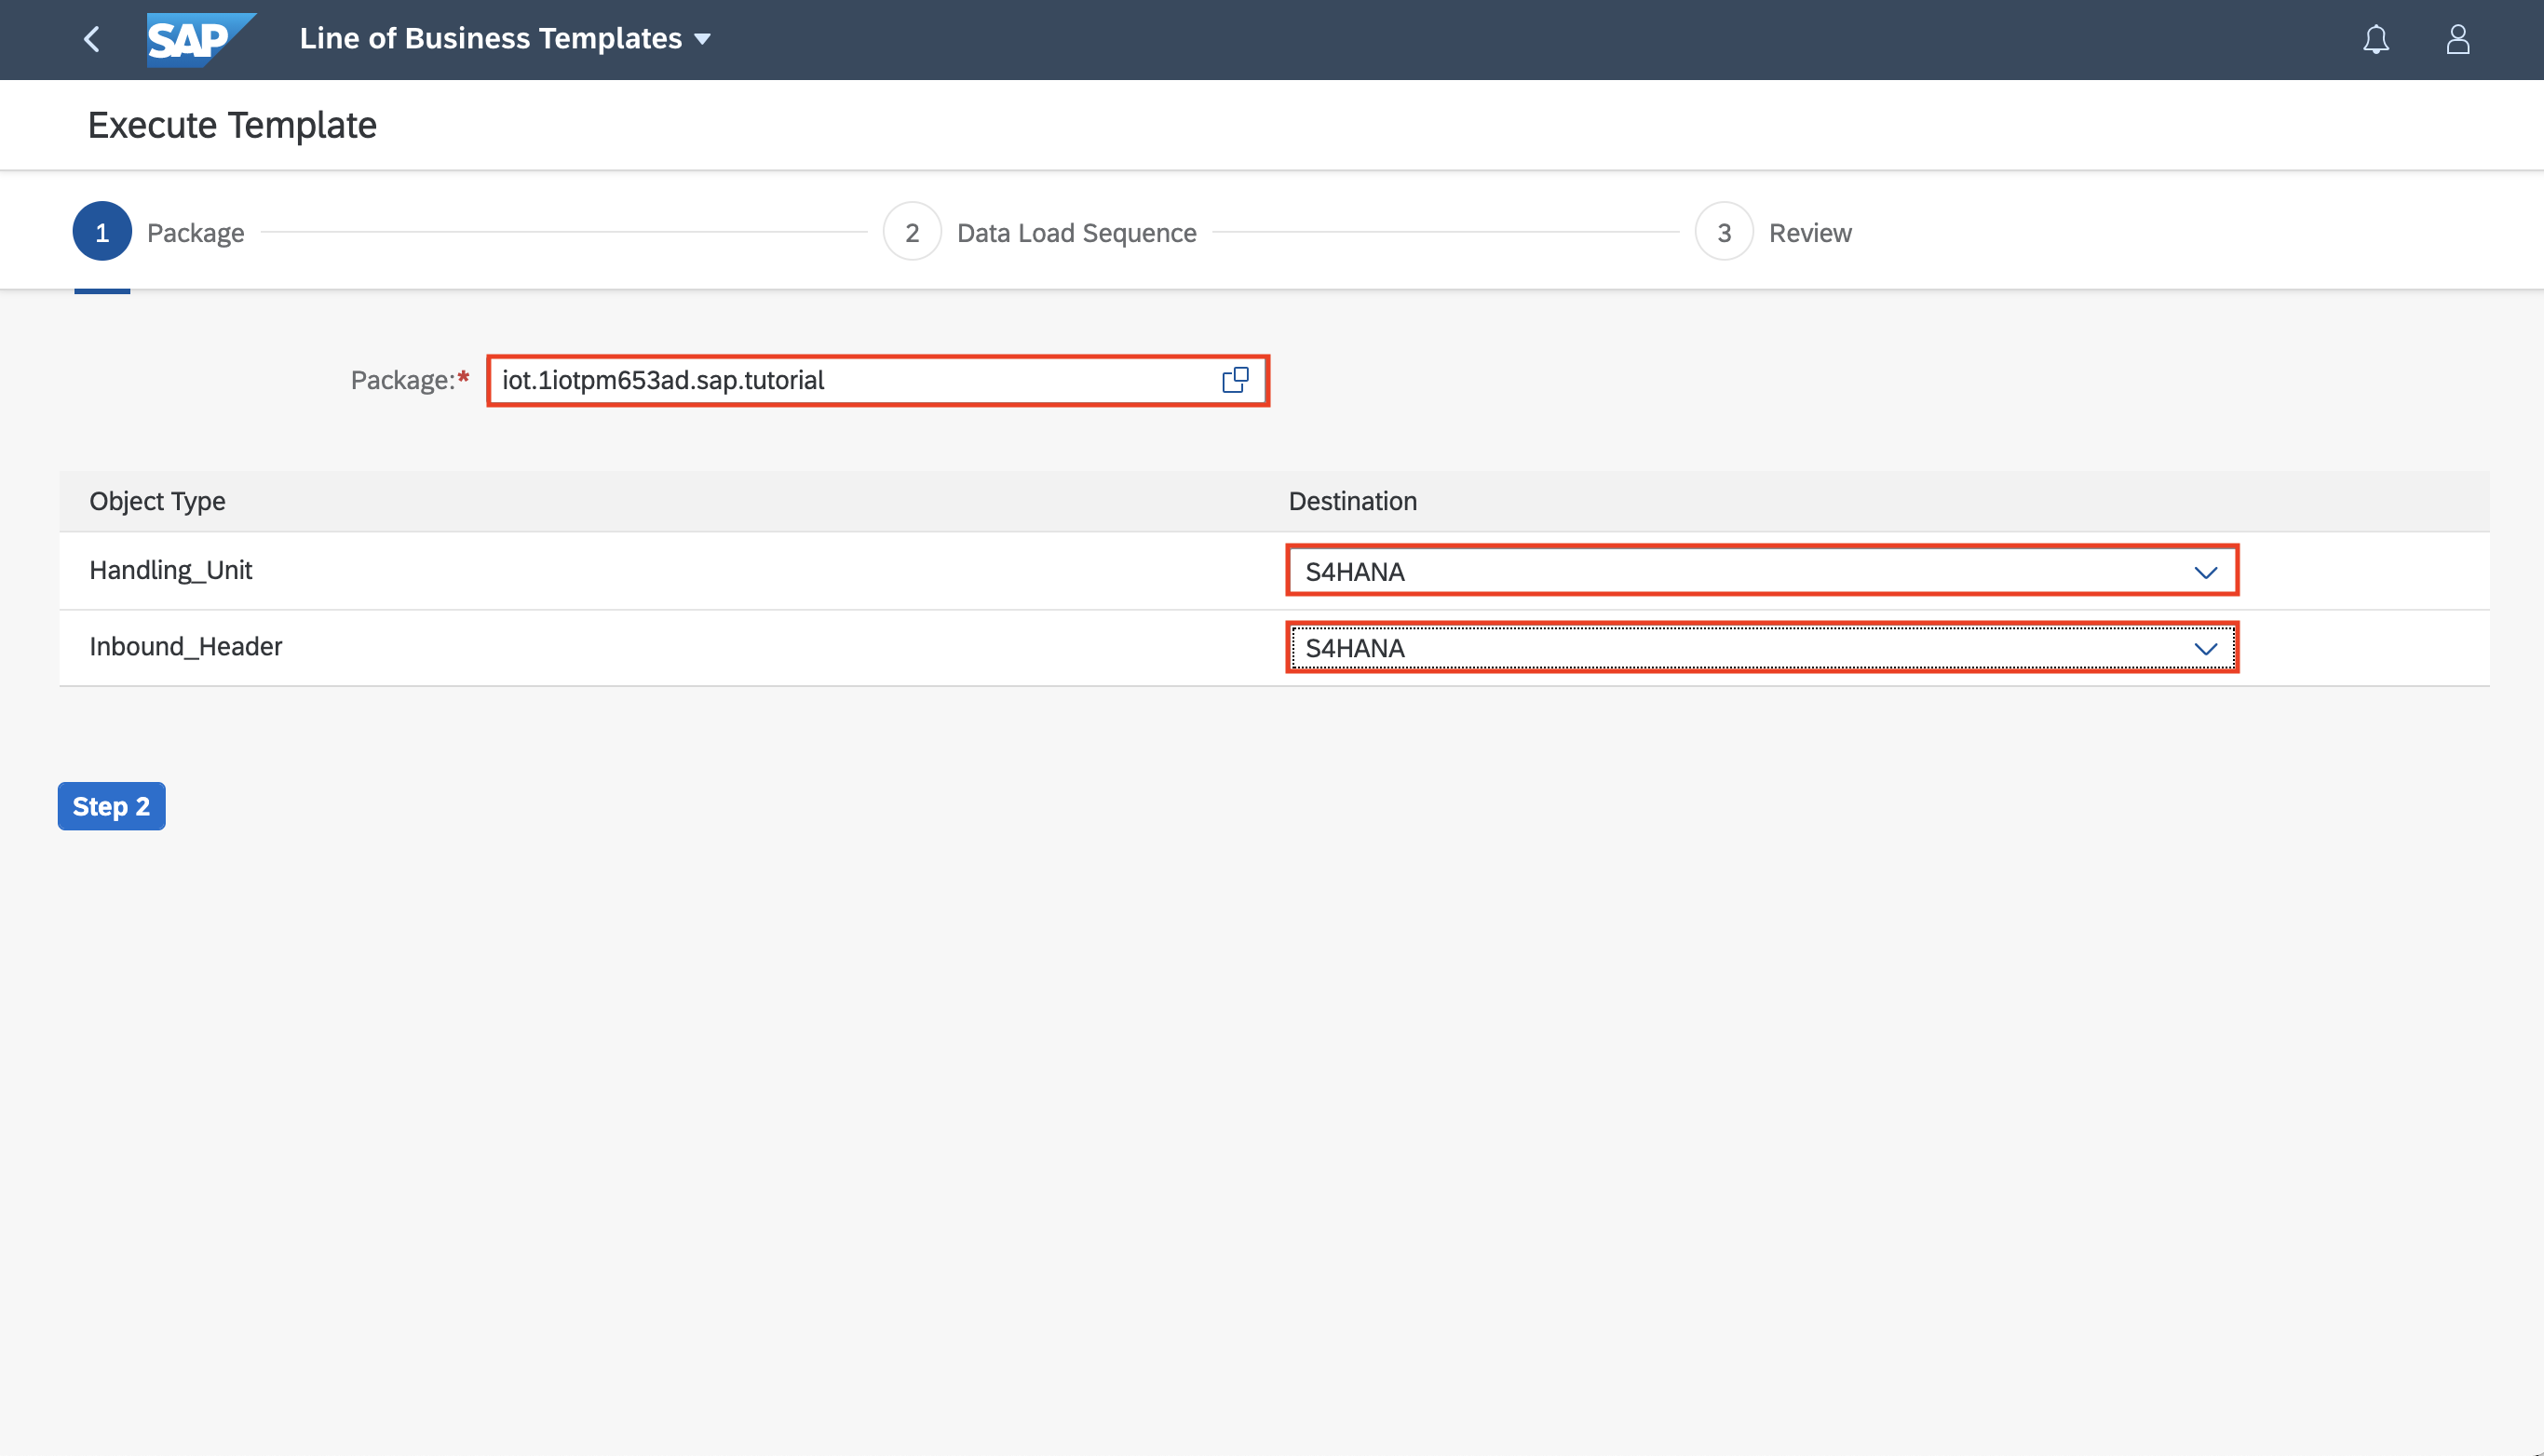 SAP Line of Business Templates
Execute Template
1 Package 2 Data Load Sequence 3 Review
Package:* iot.1iotpm653ad.sap.tutorial
Object Type Destination
Handling_Unit S4HANA
Inbound_Header S4HANA
Step 2